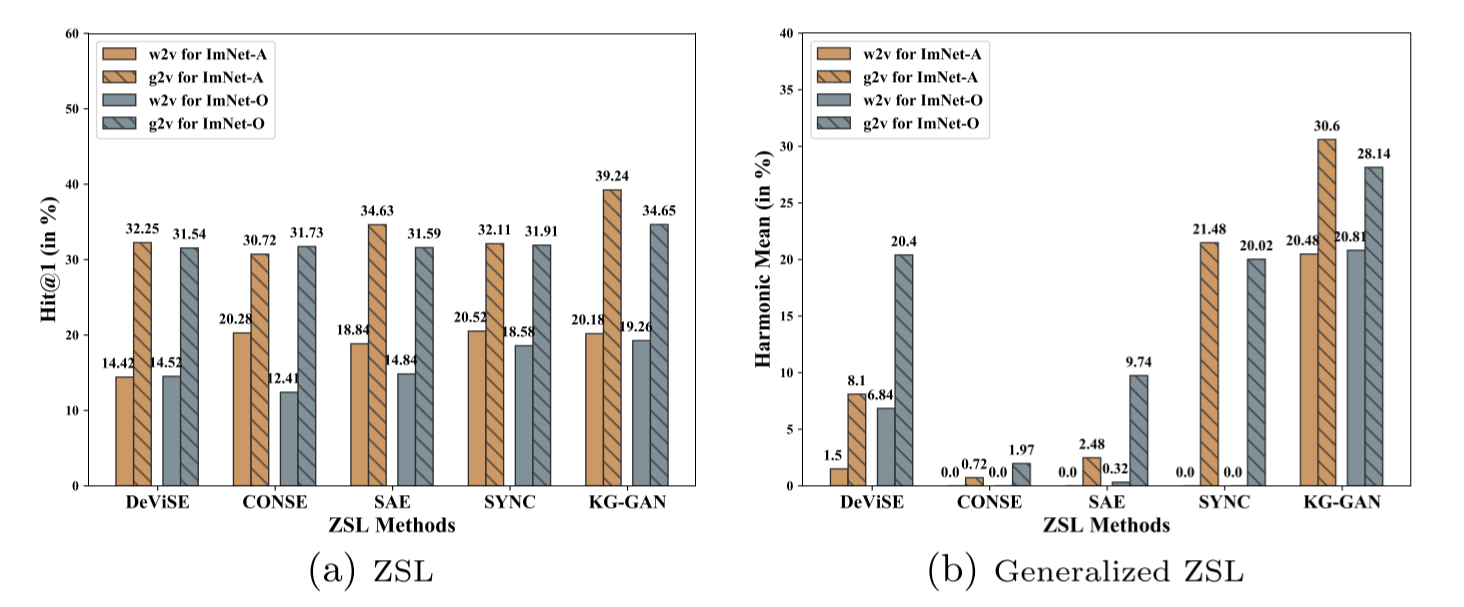 60
50
40
30
20
10
0
Hit@1 (in %)
w2v for ImNet-A
g2v for ImNet-A
w2v for ImNet-O
g2v for ImNet-O
14.42 32.25 14.52 31.54
20.28 30.72 12.41 31.73
18.84 34.63 14.84 31.59
20.52 32.11 18.58 31.91
20.18 39.24 19.26 34.65
DeViSE CONSE SAE SYNC KG-GAN
ZSL Methods
(a) ZSL
40
35
30
25
20
15
10
5
0
Harmonic Mean (in %)
w2v for ImNet-A
g2v for ImNet-A
w2v for ImNet-O
g2v for ImNet-O
1.5 8.1 6.84 20.4
0.0 0.72 0.0 1.97
0.0 2.48 0.32 9.74
0.0 21.48 0.0 20.02
20.48 30.6 20.81 28.14
DeViSE CONSE SAE SYNC KG-GAN
ZSL Methods
(b) Generalized ZSL